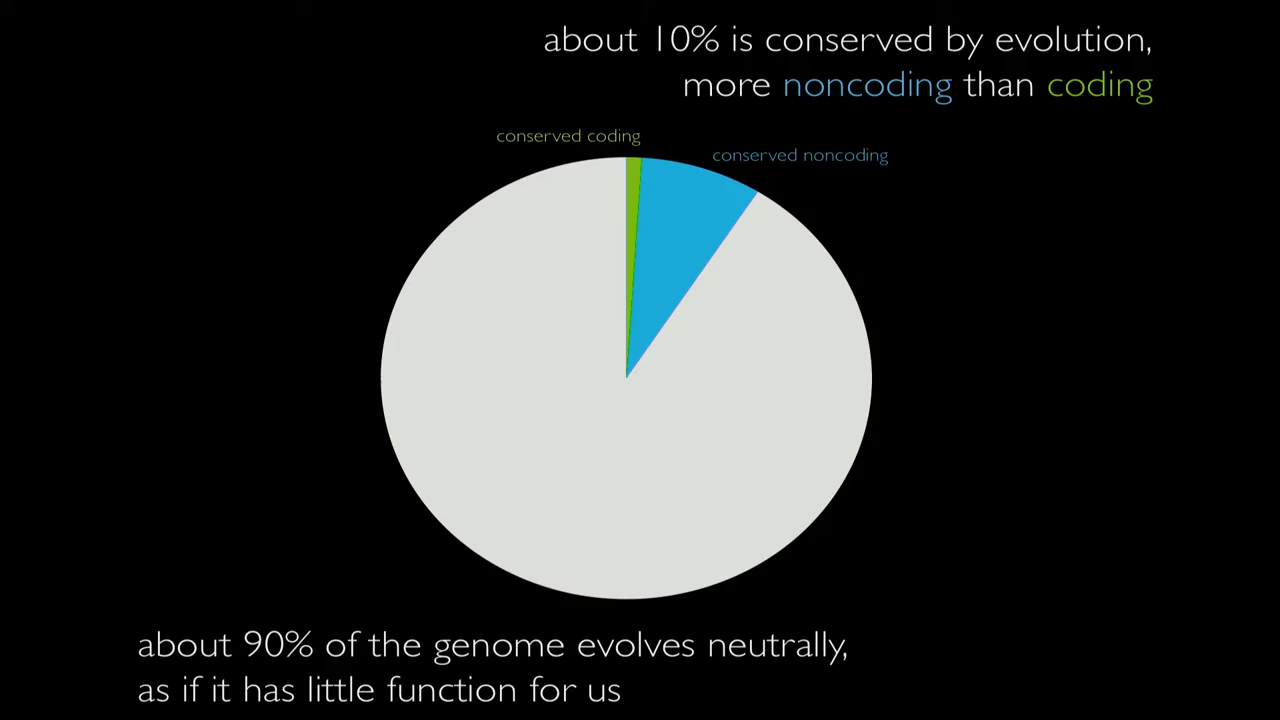 about 10% is conserved by evolution,
more noncoding than coding
conserved coding
conserved noncoding
about 90% of the genome evolves neutrally,
as if it has little function for us